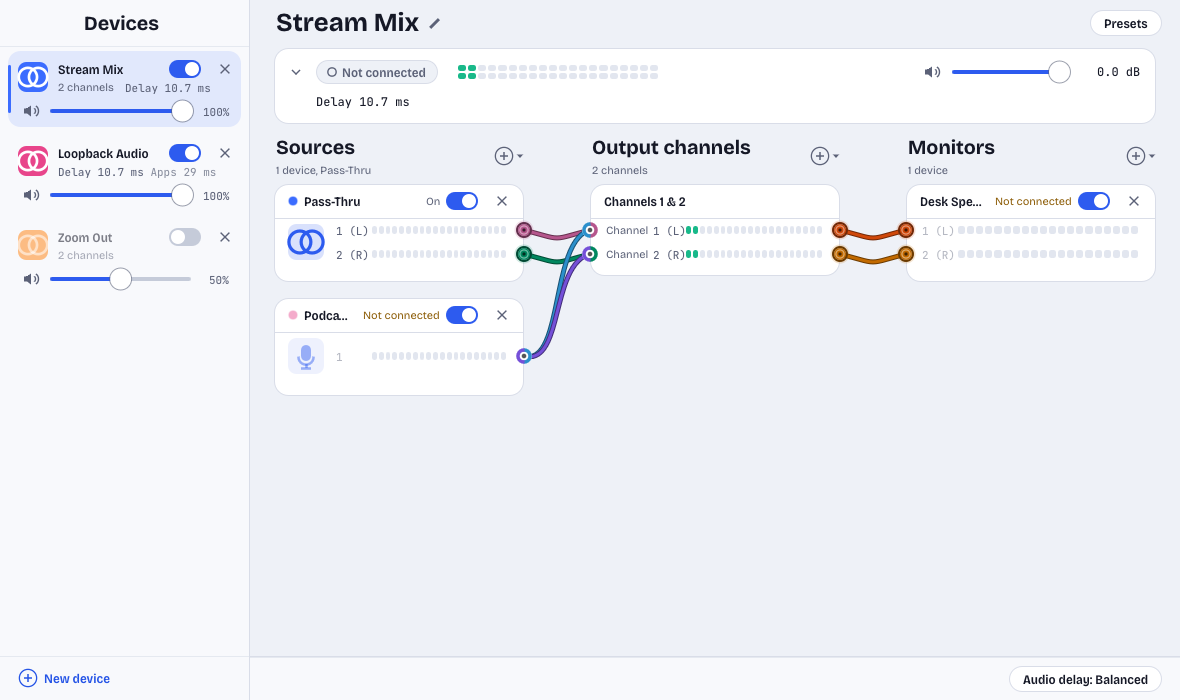 Devices
Stream Mix
2 channels Delay 10.7 ms
100%
Loopback Audio
Delay 10.7 ms Apps 29 ms
100%
Zoom Out
2 channels
50%
New device
Stream Mix
Presets
Not connected
0.0 dB
Delay 10.7 ms
Sources
1 device, Pass-Thru
Pass-Thru On
1 (L)
2 (R)
Podca... Not connected
1
Output channels
2 channels
Channels 1 & 2
Channel 1 (L)
Channel 2 (R)
Monitors
1 device
Desk Spe... Not connected
1 (L)
2 (R)
Audio delay: Balanced